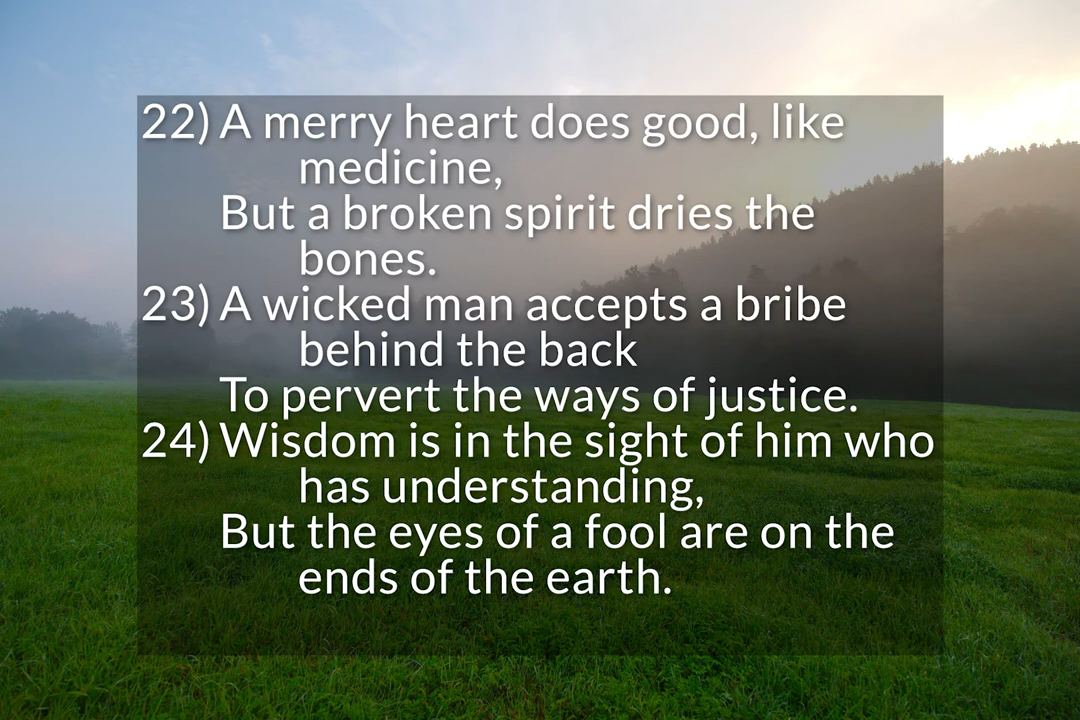 22) A merry heart does good, like
medicine,
But a broken spirit dries the
bones.
23) A wicked man accepts a bribe
behind the back
To pervert the ways of justice.
24) Wisdom is in the sight of him who
has understanding,
But the eyes of a fool are on the
ends of the earth.